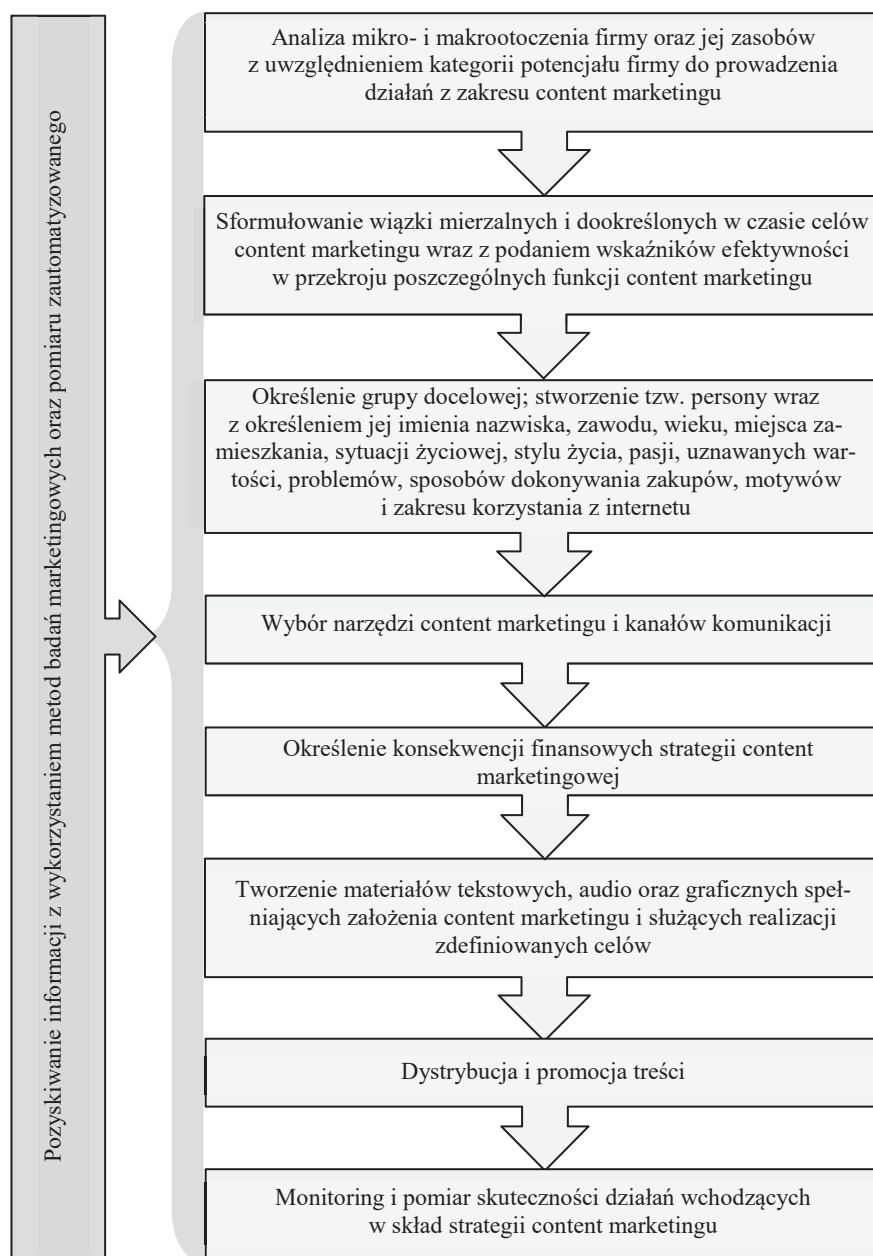 Pozyskiwanie informacji z wykorzystaniem metod badań marketingowych oraz pomiaru zautomatyzowanego
Analiza mikro- i makrootoczenia firmy oraz jej zasobów
z uwzględnieniem kategorii potencjału firmy do prowadzenia
działań z zakresu content marketingu
Sformułowanie wiązki mierzalnych i dookreślonych w czasie celów
content marketingu wraz z podaniem wskaźników efektywności
w przekroju poszczególnych funkcji content marketingu
Określenie grupy docelowej; stworzenie tzw. persony wraz
z określeniem jej imienia nazwiska, zawodu, wieku, miejsca za-
mieszkania, sytuacji życiowej, stylu życia, pasji, uznawanych war-
tości, problemów, sposobów dokonywania zakupów, motywów
i zakresu korzystania z internetu
Wybór narzędzi content marketingu i kanałów komunikacji
Określenie konsekwencji finansowych strategii content
marketingowej
Tworzenie materiałów tekstowych, audio oraz graficznych speł-
niających założenia content marketingu i służących realizacji
zdefiniowanych celów
Dystrybucja i promocja treści
Monitoring i pomiar skuteczności działań wchodzących
w skład strategii content marketingu